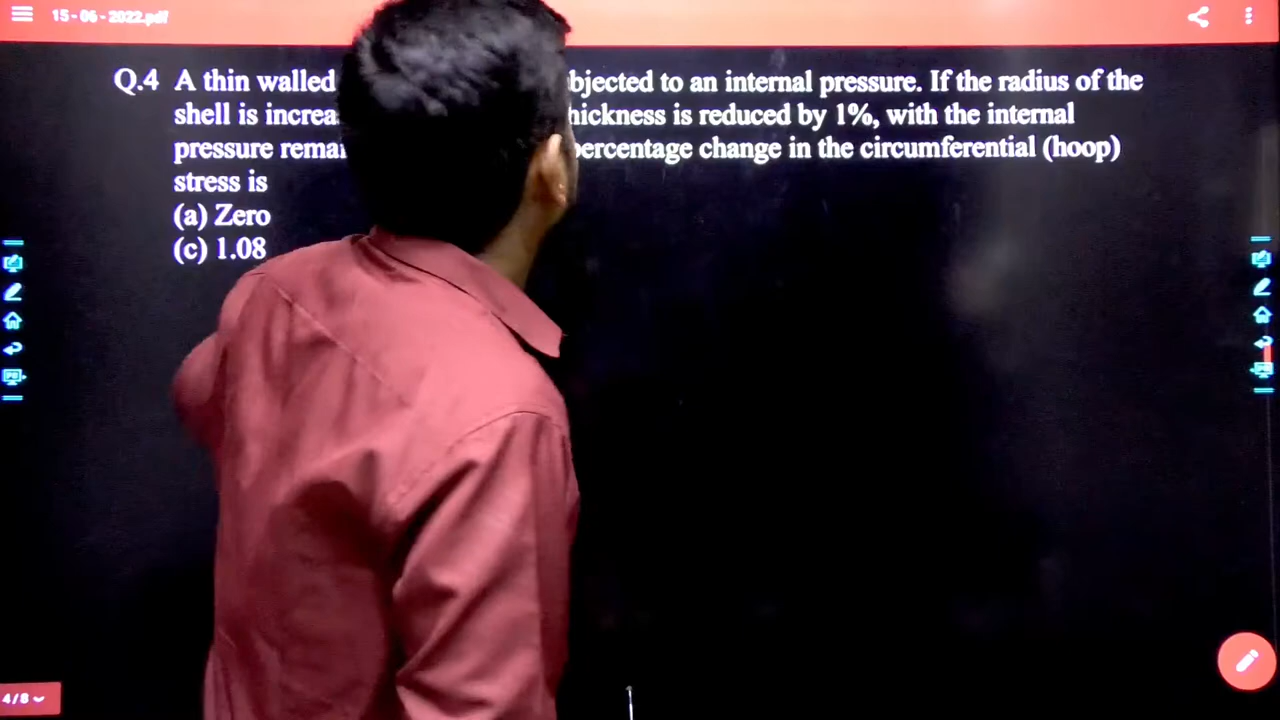 15-06-2022.pdf
Q.4 A thin walled bjected to an internal pressure. If the radius of the
shell is increa hickness is reduced by 1%, with the internal
pressure remai percentage change in the circumferential (hoop)
stress is
(a) Zero
(c) 1.08
4/8